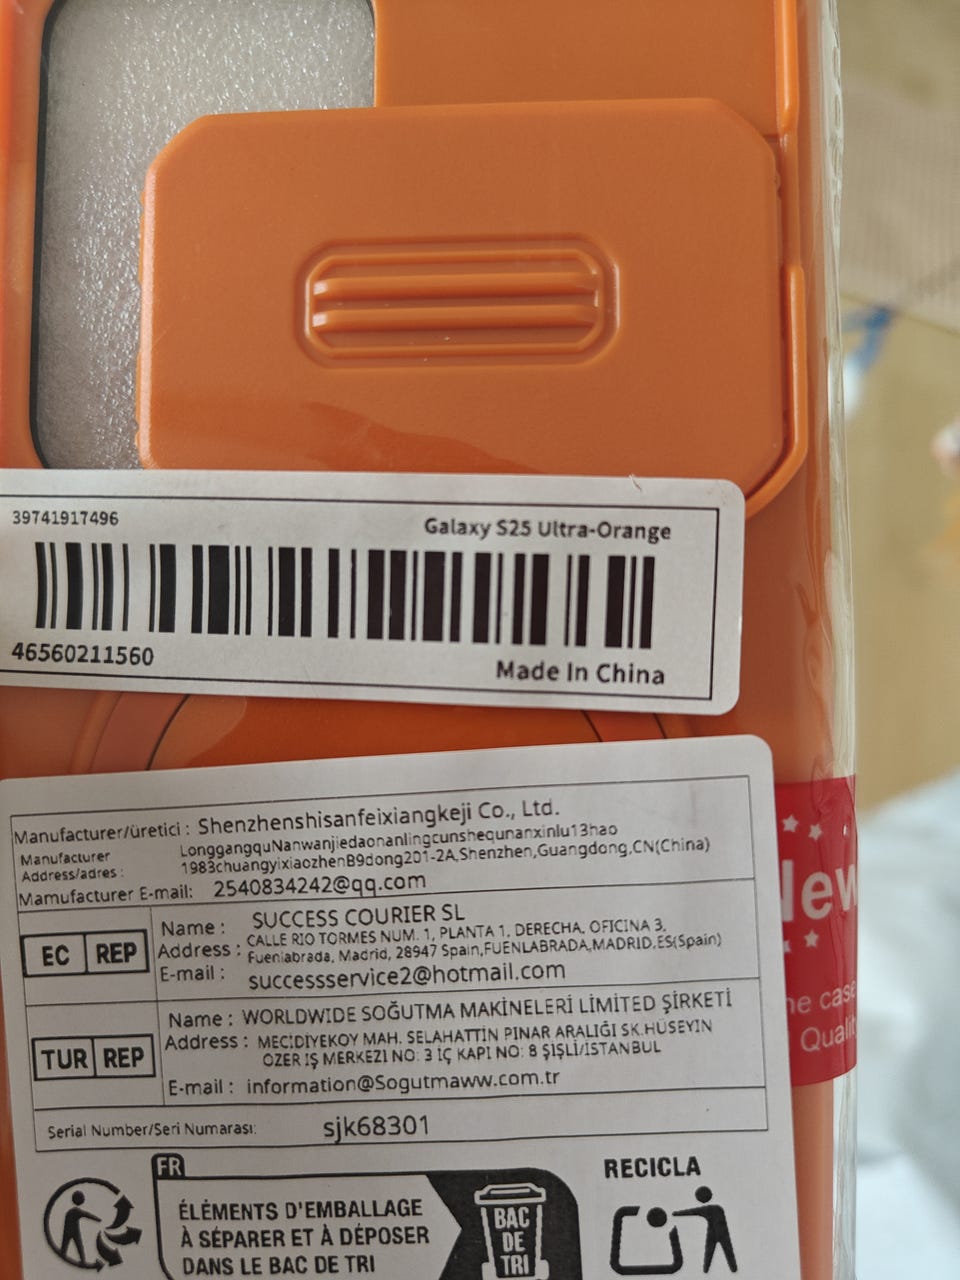 39741917496
Galaxy S25 Ultra-Orange
46560211560
Made In China
Manufacturer/üretici : Shenzhenshisanfeixiangkeji Co., Ltd.
Manufacturer Address/adres : LonggangquNanwanjiedaonanlingcunshequnanxinlu13hao
1983chuangyixiaozhenB9dong201-2A,Shenzhen,Guangdong,CN(China)
Mamufacturer E-mail: 2540834242@qq.com
EC REP
Name : SUCCESS COURIER SL
Address : CALLE RIO TORMES NUM. 1, PLANTA 1, DERECHA, OFICINA 3,
Fuenlabrada, Madrid, 28947 Spain,FUENLABRADA,MADRID,ES(Spain)
E-mail : successservice2@hotmail.com
TUR REP
Name : WORLDWIDE SOĞUTMA MAKİNELERİ LİMİTED ŞİRKETİ
Address : MECİDİYEKOY MAH. SELAHATTİN PINAR ARALIĞI SK.HÜSEYIN
OZER IŞ MERKEZI NO: 3 İÇ KAPI NO: 8 ŞİŞLİ/İSTANBUL
E-mail : information@Sogutmaww.com.tr
Serial Number/Seri Numarası: sjk68301
FR
ÉLÉMENTS D'EMBALLAGE
À SÉPARER ET À DÉPOSER
DANS LE BAC DE TRI
BAC
DE
TRI
RECICLA
New
case